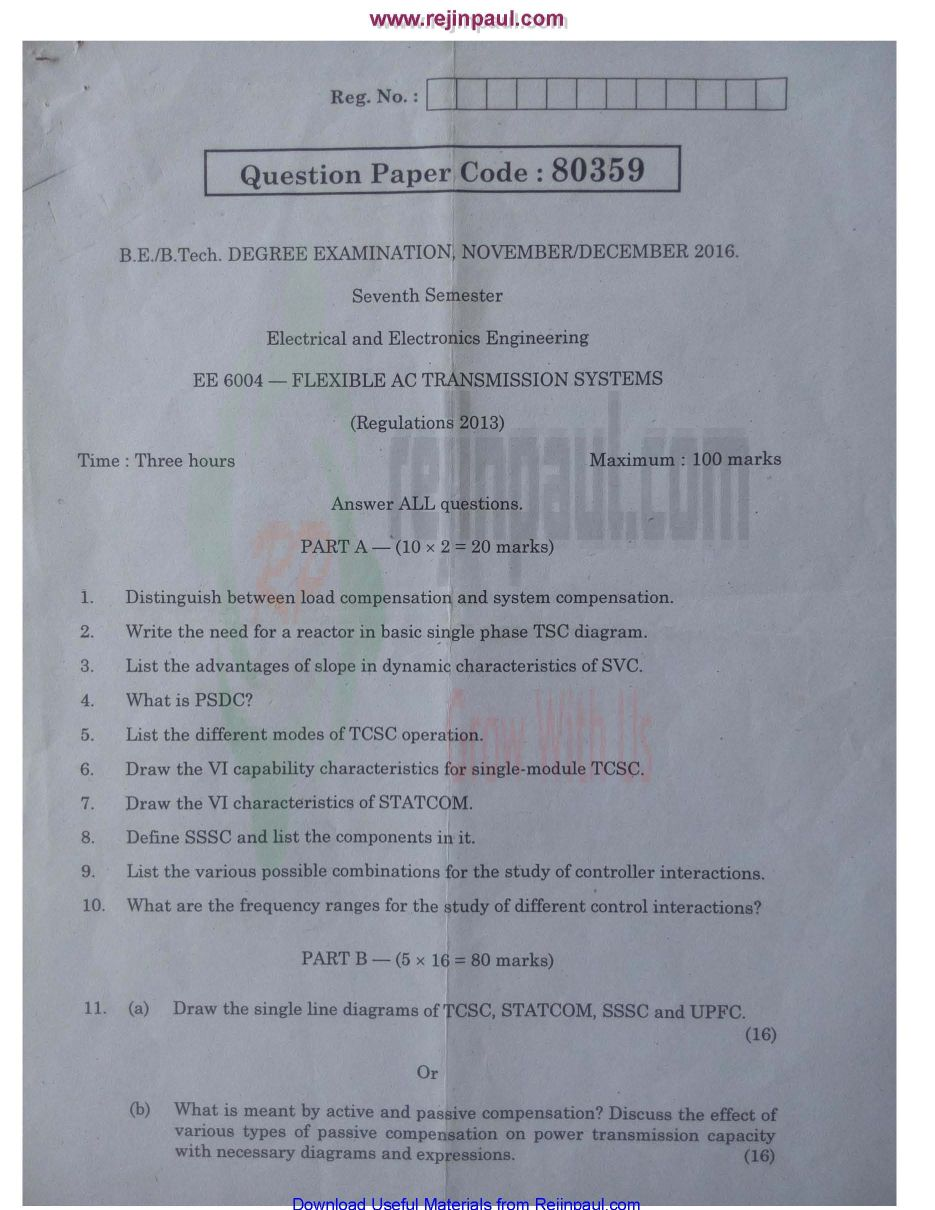 www.rejinpaul.com
Reg. No. :
Question Paper Code : 80359
B.E./B.Tech. DEGREE EXAMINATION, NOVEMBER/DECEMBER 2016.
Seventh Semester
Electrical and Electronics Engineering
EE 6004 — FLEXIBLE AC TRANSMISSION SYSTEMS
(Regulations 2013)
Time : Three hours Maximum : 100 marks
rejinpaul.com
Answer ALL questions.
PART A — (10 × 2 = 20 marks)
RP
1. Distinguish between load compensation and system compensation.
2. Write the need for a reactor in basic single phase TSC diagram.
3. List the advantages of slope in dynamic characteristics of SVC.
4. What is PSDC?
Grow With Us
5. List the different modes of TCSC operation.
6. Draw the VI capability characteristics for single-module TCSC.
7. Draw the VI characteristics of STATCOM.
8. Define SSSC and list the components in it.
9. List the various possible combinations for the study of controller interactions.
10. What are the frequency ranges for the study of different control interactions?
PART B — (5 × 16 = 80 marks)
11. (a) Draw the single line diagrams of TCSC, STATCOM, SSSC and UPFC.
(16)
Or
(b) What is meant by active and passive compensation? Discuss the effect of
various types of passive compensation on power transmission capacity
with necessary diagrams and expressions. (16)
Download Useful Materials from Rejinpaul.com